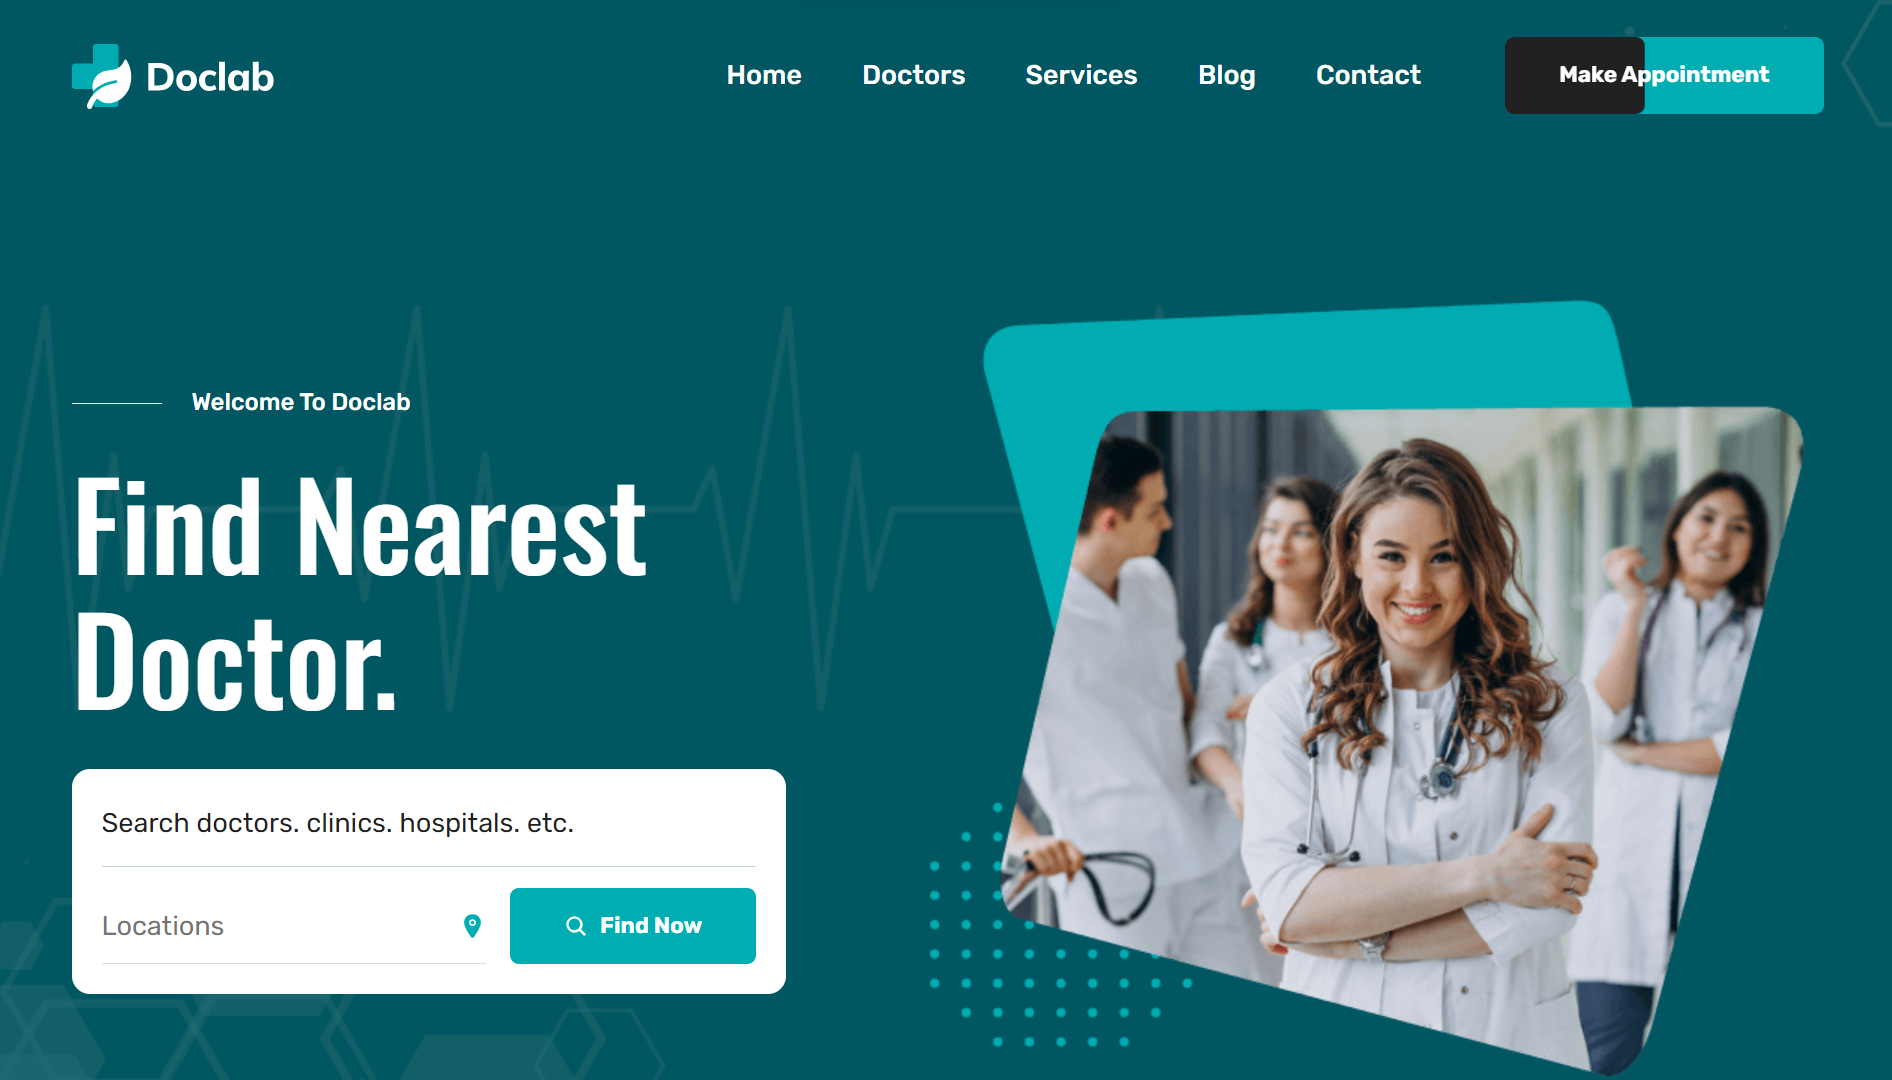 Doclab
Home Doctors Services Blog Contact
Make Appointment
Welcome To Doclab
Find Nearest
Doctor.
Search doctors. clinics. hospitals. etc.
Locations
Find Now